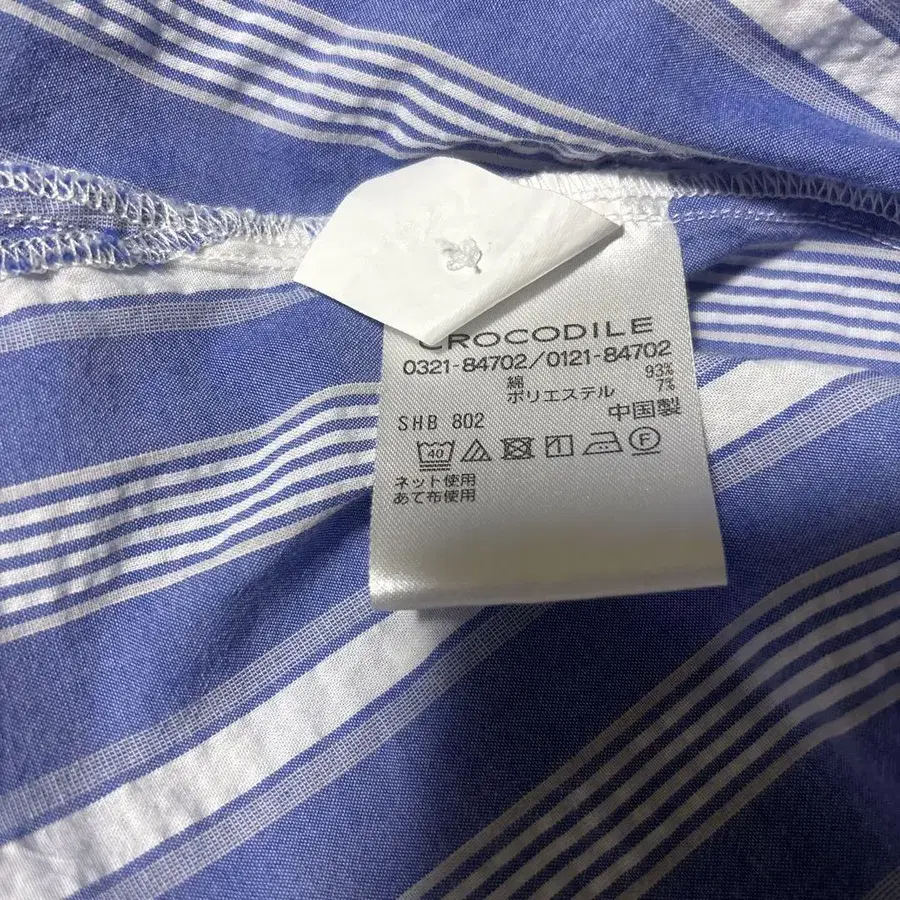 CROCODILE
0321-84702/0121-84702
綿 93%
ポリエステル 7%
SHB 802 中国製
40 F
ネット使用
あて布使用